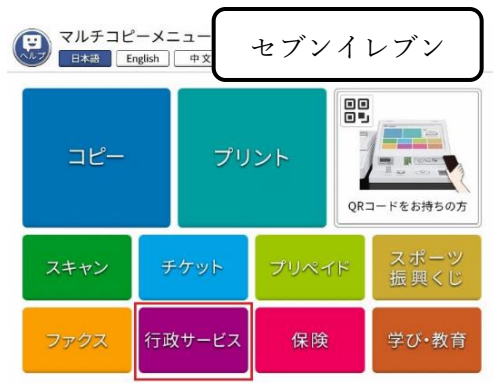 マルチコピーメニュー
セブンイレブン
ヘルプ
日本語 English 中文
コピー
プリント
QRコードをお持ちの方
スキャン
チケット
プリペイド
スポーツ
振興くじ
ファクス
行政サービス
保険
学び・教育